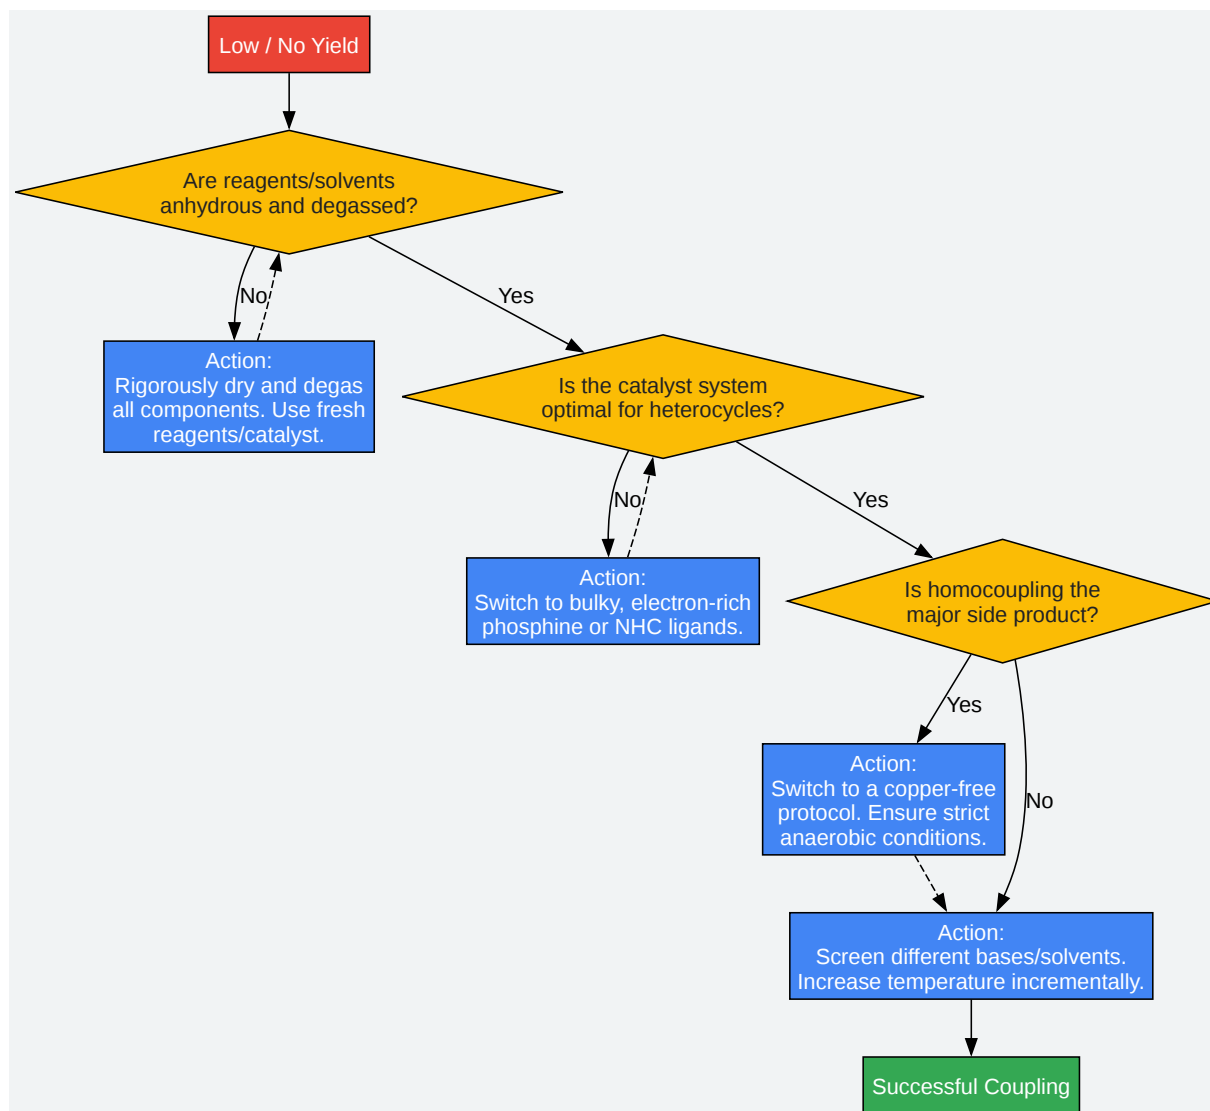 Low / No Yield
Are reagents/solvents
anhydrous and degassed?
No
Yes
Action:
Rigorously dry and degas
all components. Use fresh
reagents/catalyst.
Is the catalyst system
optimal for heterocycles?
No
Yes
Action:
Switch to bulky, electron-rich
phosphine or NHC ligands.
Is homocoupling the
major side product?
Yes
Action:
Switch to a copper-free
protocol. Ensure strict
anaerobic conditions.
No
Action:
Screen different bases/solvents.
Increase temperature incrementally.
Successful Coupling